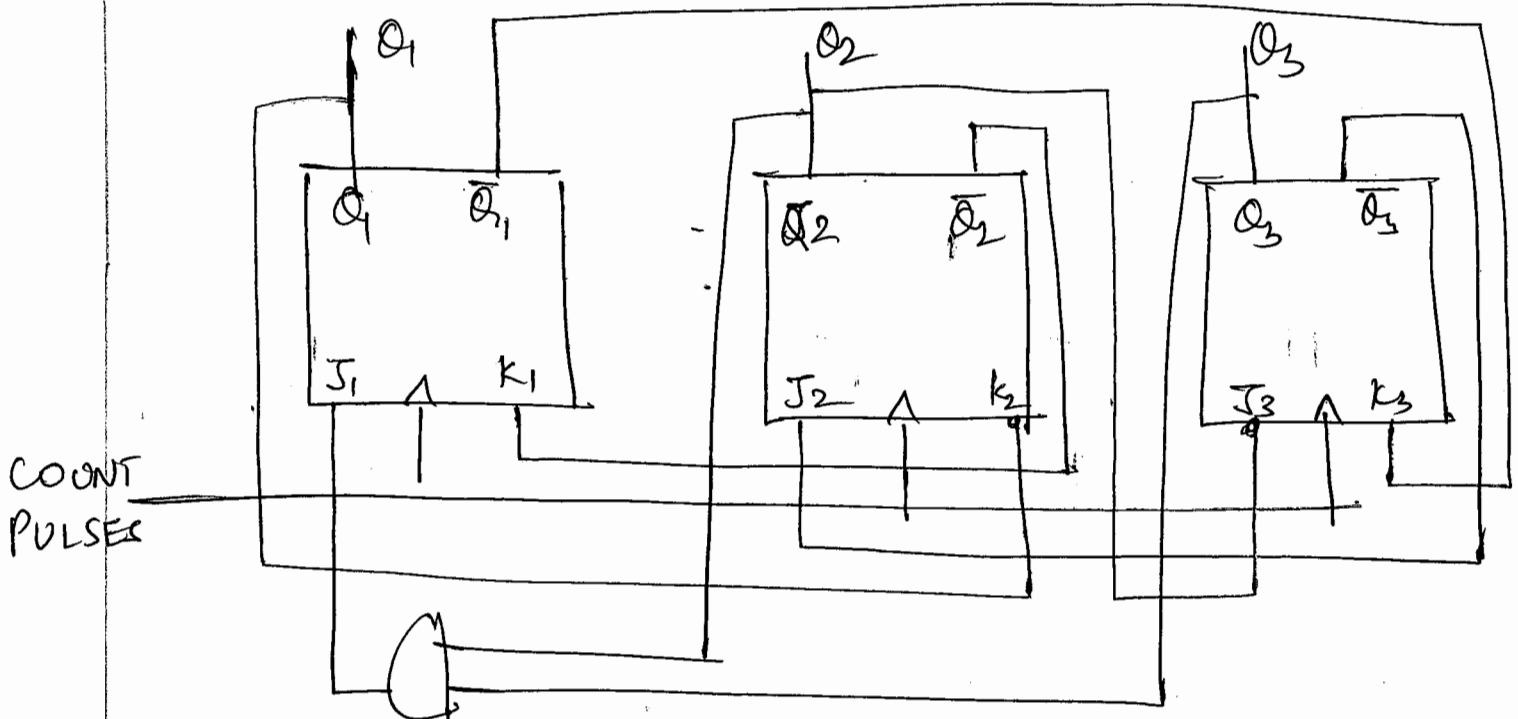 Q1 Q2 Q3
Q1 Q̅1 Q2 Q̅2 Q3 Q̅3
J1 K1 J2 K2 J3 K3
COUNT
PULSES